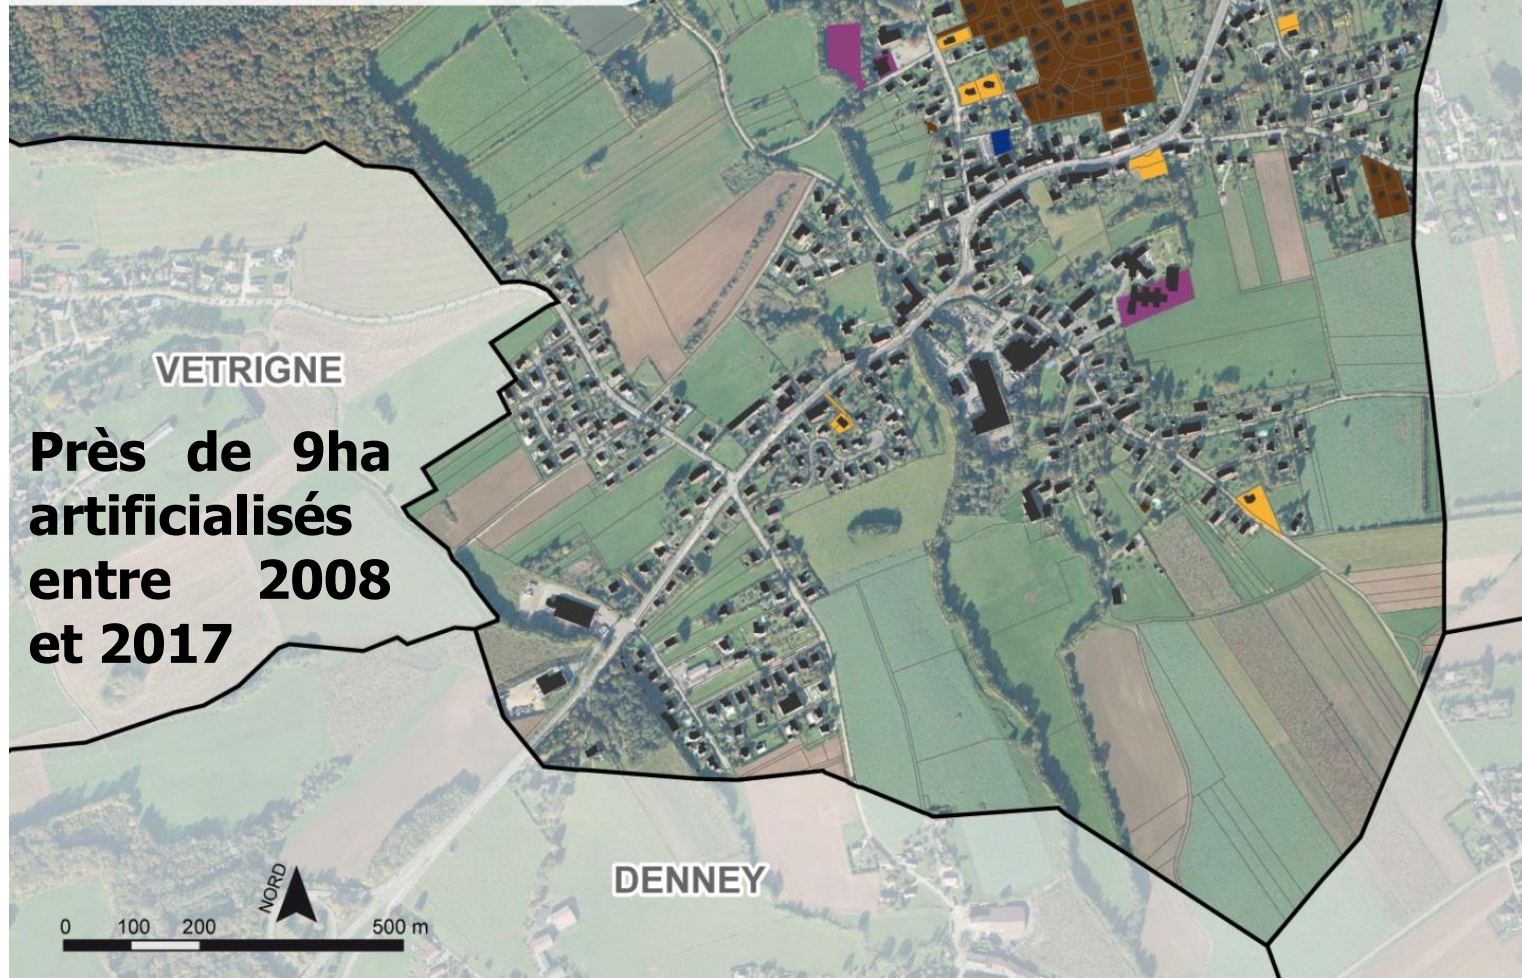 VETRIGNE
Près de 9ha
artificialisés
entre 2008
et 2017
DENNEY
NORD
0 100 200 500 m